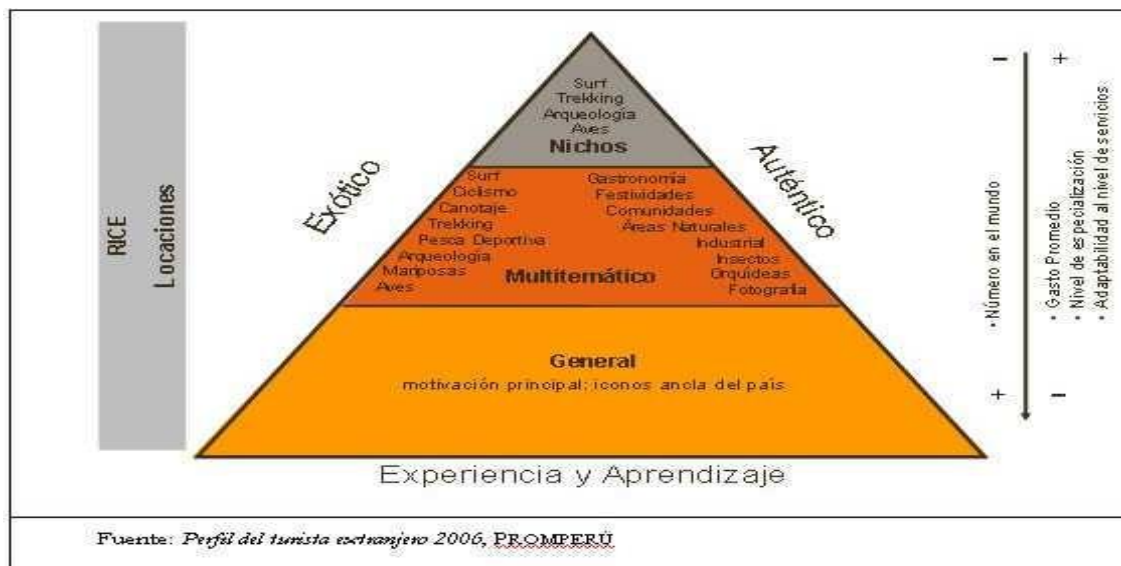 RICE
Locaciones
Exótico
Auténtico
Surf
Trekking
Arqueología
Aves
Nichos
Surf
Ciclismo
Canotaje
Trekking
Pesca Deportiva
Arqueología
Mariposas
Aves
Gastronomía
Festividades
Comunidades
Áreas Naturales
Industrial
Insectos
Orquídeas
Fotografía
Multitemático
General
motivación principal: iconos ancla del país
Experiencia y Aprendizaje
− +
• Número en el mundo
• Gasto Promedio
• Nivel de especialización
• Adaptabilidad al nivel de servicios
+ −
Fuente: Perfil del turista extranjero 2006, PROMPERÚ